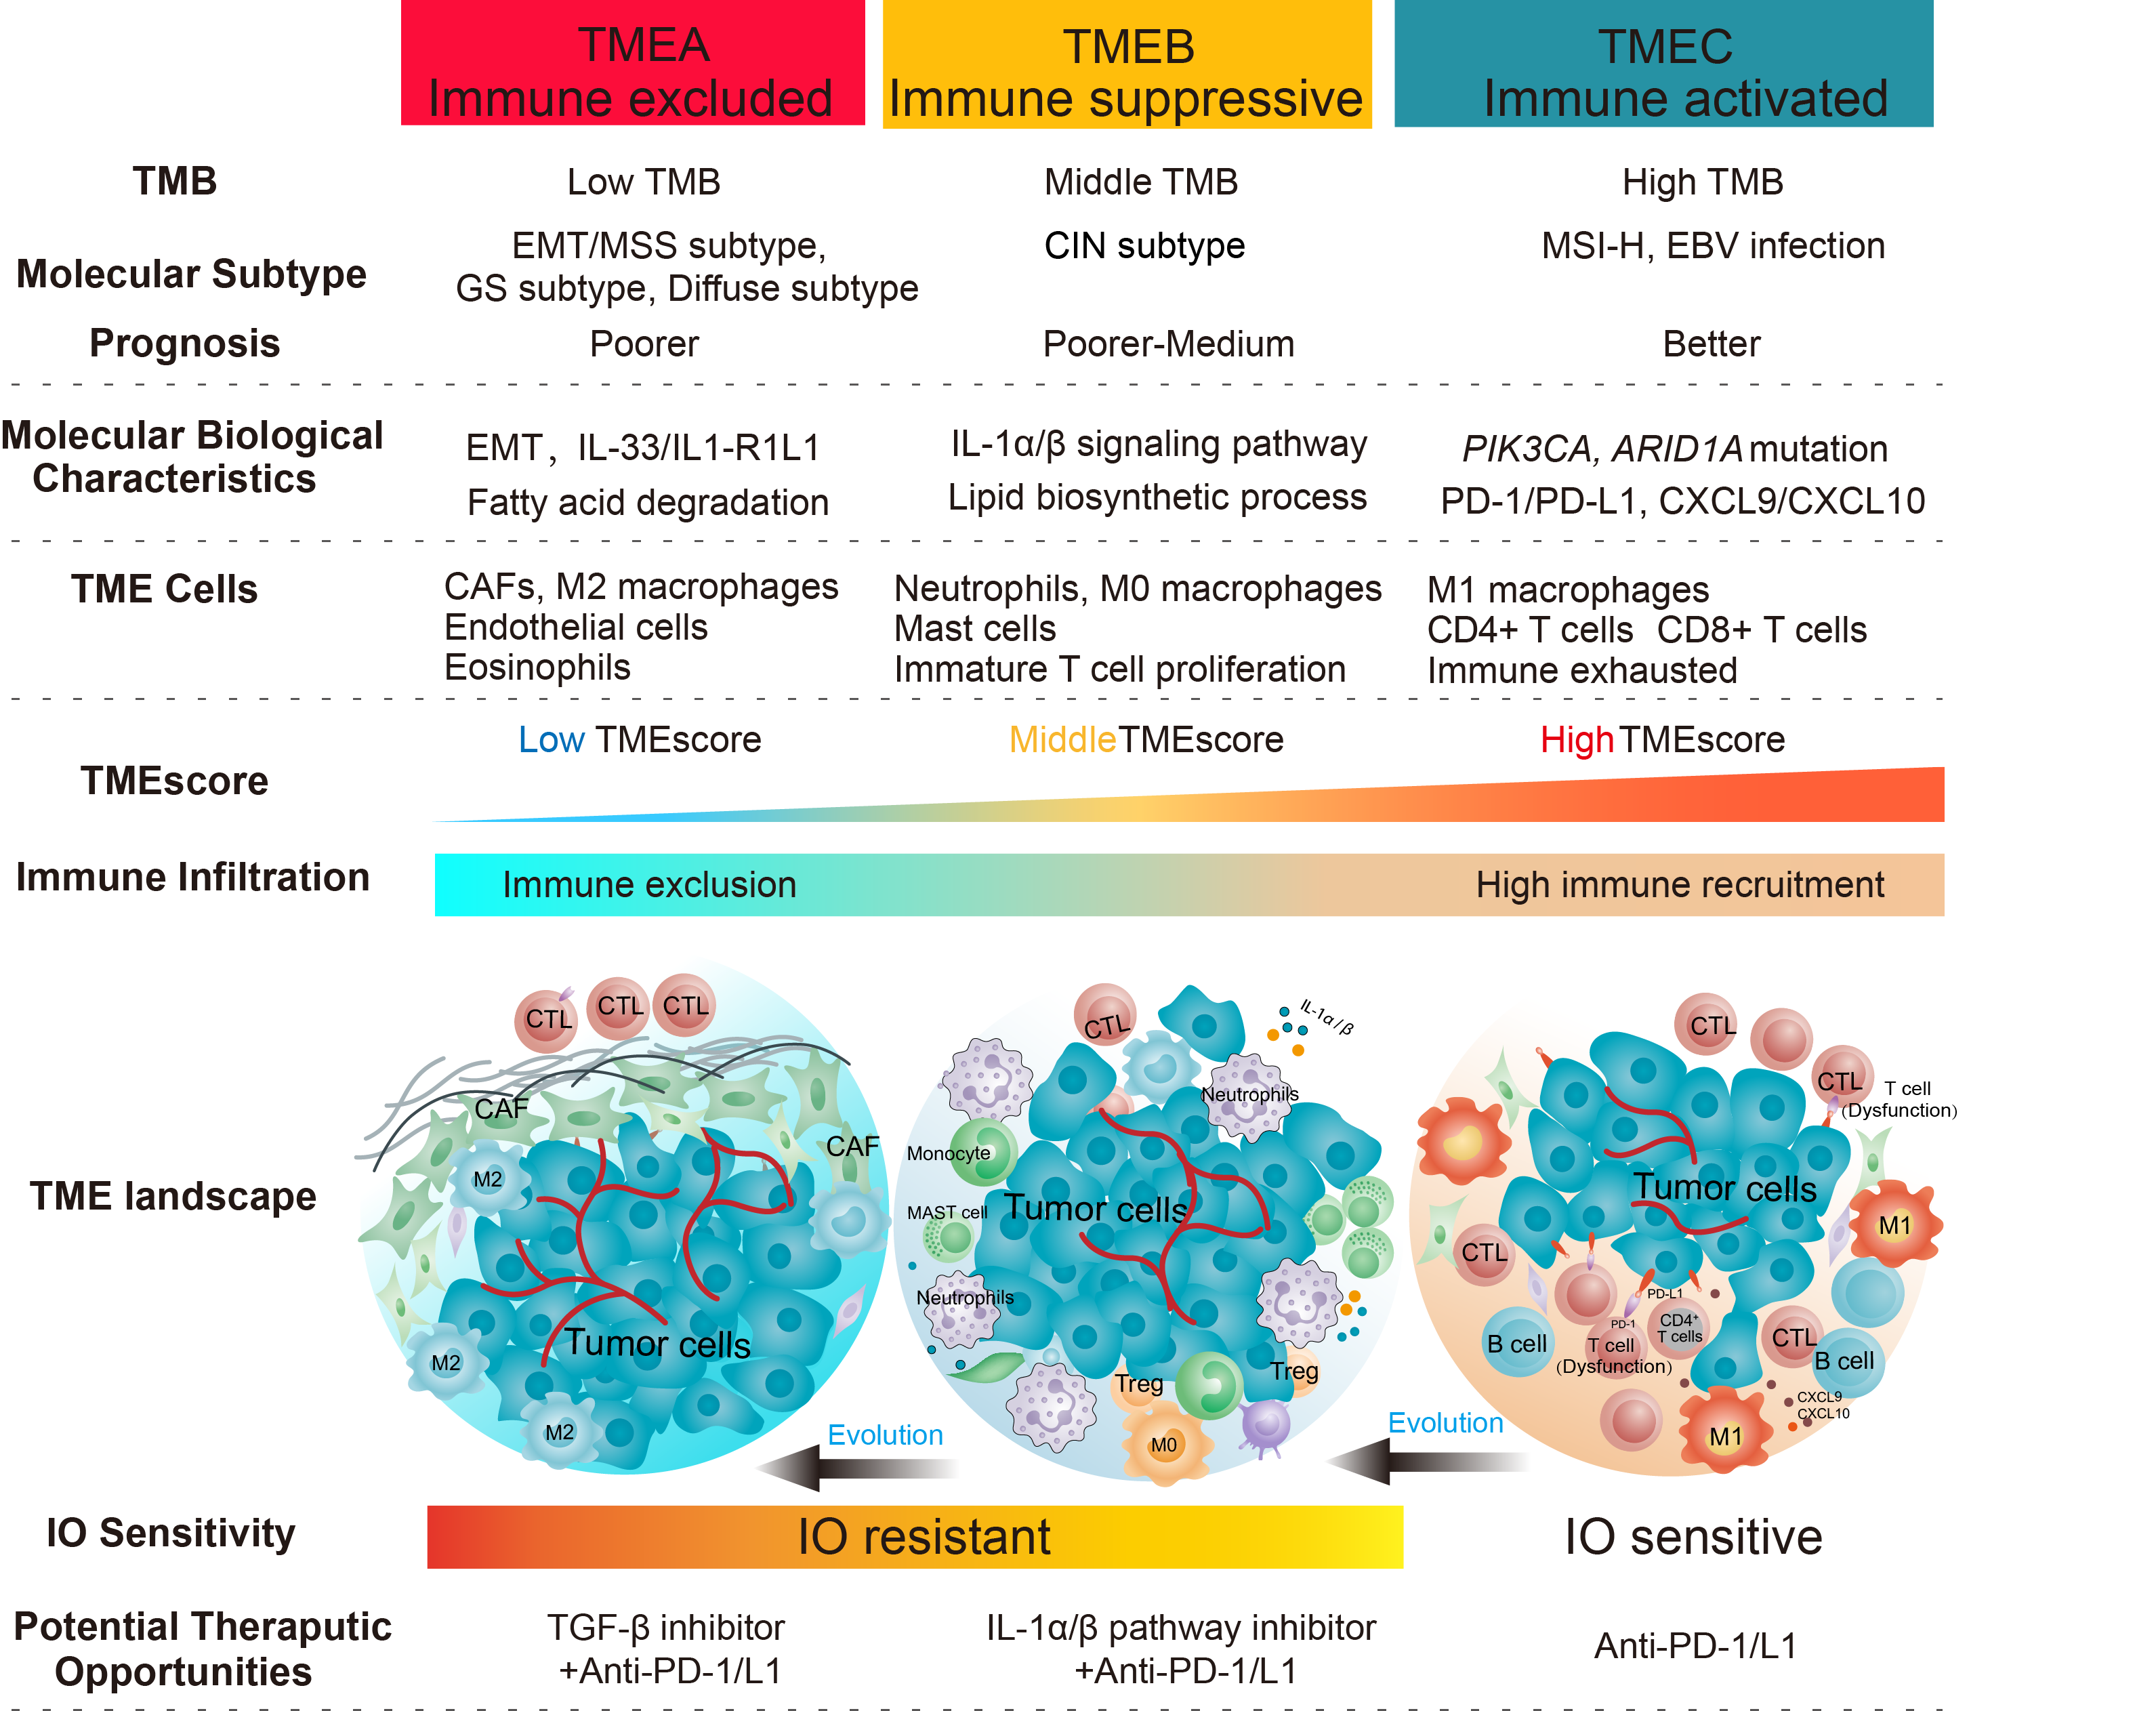 TMEA
Immune excluded
TMEB
Immune suppressive
TMEC
Immune activated
TMB
Low TMB
Middle TMB
High TMB
Molecular Subtype
EMT/MSS subtype,
GS subtype, Diffuse subtype
CIN subtype
MSI-H, EBV infection
Prognosis
Poorer
Poorer-Medium
Better
Molecular Biological
Characteristics
EMT, IL-33/IL1-R1L1
Fatty acid degradation
IL-1α/β signaling pathway
Lipid biosynthetic process
PIK3CA, ARID1A mutation
PD-1/PD-L1, CXCL9/CXCL10
TME Cells
CAFs, M2 macrophages
Endothelial cells
Eosinophils
Neutrophils, M0 macrophages
Mast cells
Immature T cell proliferation
M1 macrophages
CD4+ T cells CD8+ T cells
Immune exhausted
TMEscore
Low TMEscore
Middle TMEscore
High TMEscore
Immune Infiltration
Immune exclusion
High immune recruitment
TME landscape
CTL
CTL
CTL
CAF
CAF
M2
Tumor cells
M2
M2
Evolution
CTL
IL-1α/β
Neutrophils
Monocyte
MAST cell
Tumor cells
Neutrophils
Treg
Treg
M0
Evolution
CTL
CTL
T cell
(Dysfunction)
Tumor cells
M1
CTL
PD-L1
PD-1
CD4+
T cells
B cell
T cell
(Dysfunction)
CTL
B cell
CXCL9
CXCL10
M1
IO Sensitivity
IO resistant
IO sensitive
Potential Theraputic
Opportunities
TGF-β inhibitor
+Anti-PD-1/L1
IL-1α/β pathway inhibitor
+Anti-PD-1/L1
Anti-PD-1/L1